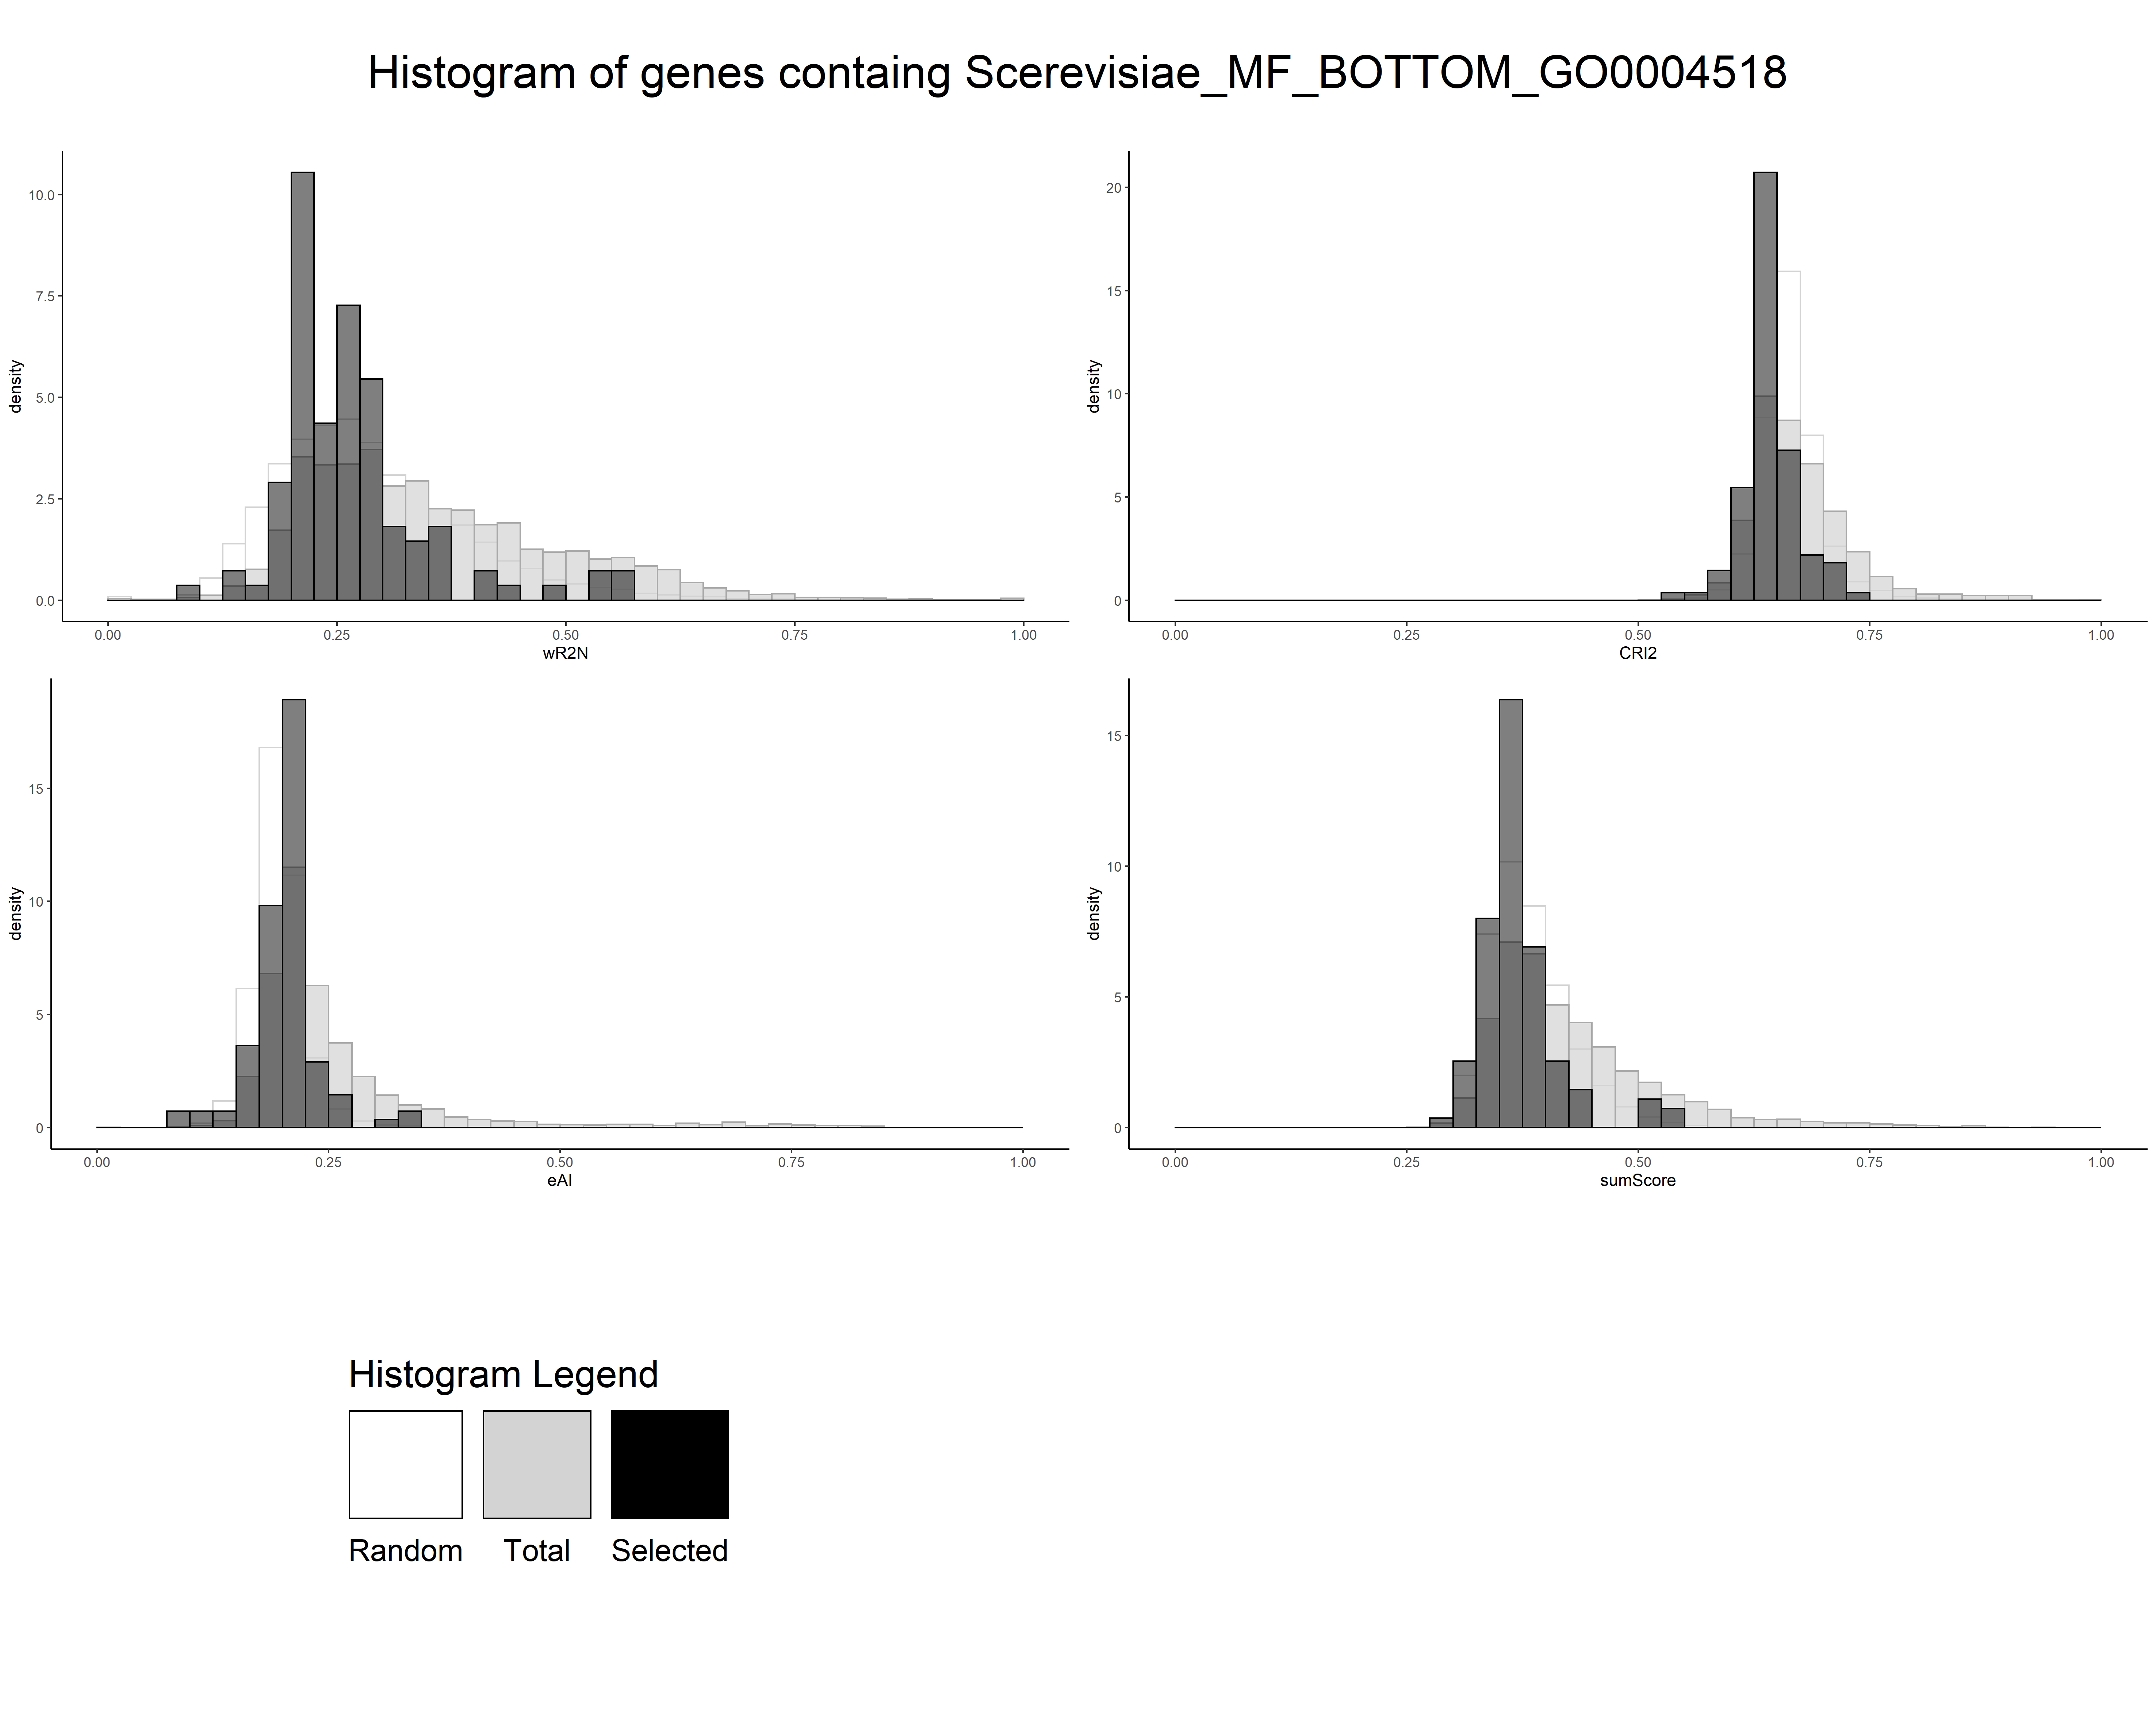 Histogram of genes containg Scerevisiae_MF_BOTTOM_GO0004518
10.0
7.5
5.0
2.5
0.0
density
0.00 0.25 0.50 0.75 1.00
wR2N
20
15
10
5
0
density
0.00 0.25 0.50 0.75 1.00
CRI2
15
10
5
0
density
0.00 0.25 0.50 0.75 1.00
eAI
15
10
5
0
density
0.00 0.25 0.50 0.75 1.00
sumScore
Histogram Legend
Random Total Selected